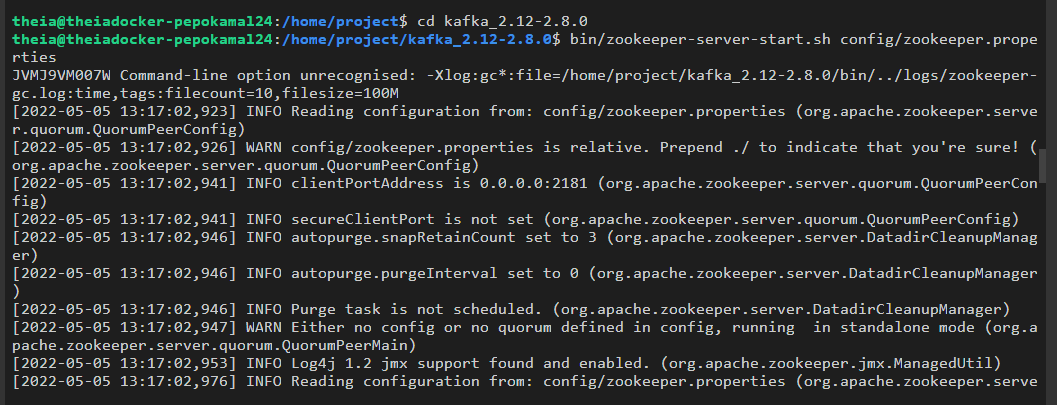 theia@theiadocker-pepokamal24:/home/project$ cd kafka_2.12-2.8.0
theia@theiadocker-pepokamal24:/home/project/kafka_2.12-2.8.0$ bin/zookeeper-server-start.sh config/zookeeper.prope
rties
JVMJ9VM007W Command-line option unrecognised: -Xlog:gc*:file=/home/project/kafka_2.12-2.8.0/bin/../logs/zookeeper-
gc.log:time,tags:filecount=10,filesize=100M
[2022-05-05 13:17:02,923] INFO Reading configuration from: config/zookeeper.properties (org.apache.zookeeper.serve
r.quorum.QuorumPeerConfig)
[2022-05-05 13:17:02,926] WARN config/zookeeper.properties is relative. Prepend ./ to indicate that you're sure! (
org.apache.zookeeper.server.quorum.QuorumPeerConfig)
[2022-05-05 13:17:02,941] INFO clientPortAddress is 0.0.0.0:2181 (org.apache.zookeeper.server.quorum.QuorumPeerCon
fig)
[2022-05-05 13:17:02,941] INFO secureClientPort is not set (org.apache.zookeeper.server.quorum.QuorumPeerConfig)
[2022-05-05 13:17:02,946] INFO autopurge.snapRetainCount set to 3 (org.apache.zookeeper.server.DatadirCleanupManag
er)
[2022-05-05 13:17:02,946] INFO autopurge.purgeInterval set to 0 (org.apache.zookeeper.server.DatadirCleanupManager
)
[2022-05-05 13:17:02,946] INFO Purge task is not scheduled. (org.apache.zookeeper.server.DatadirCleanupManager)
[2022-05-05 13:17:02,947] WARN Either no config or no quorum defined in config, running  in standalone mode (org.a
pache.zookeeper.server.quorum.QuorumPeerMain)
[2022-05-05 13:17:02,953] INFO Log4j 1.2 jmx support found and enabled. (org.apache.zookeeper.jmx.ManagedUtil)
[2022-05-05 13:17:02,976] INFO Reading configuration from: config/zookeeper.properties (org.apache.zookeeper.serve